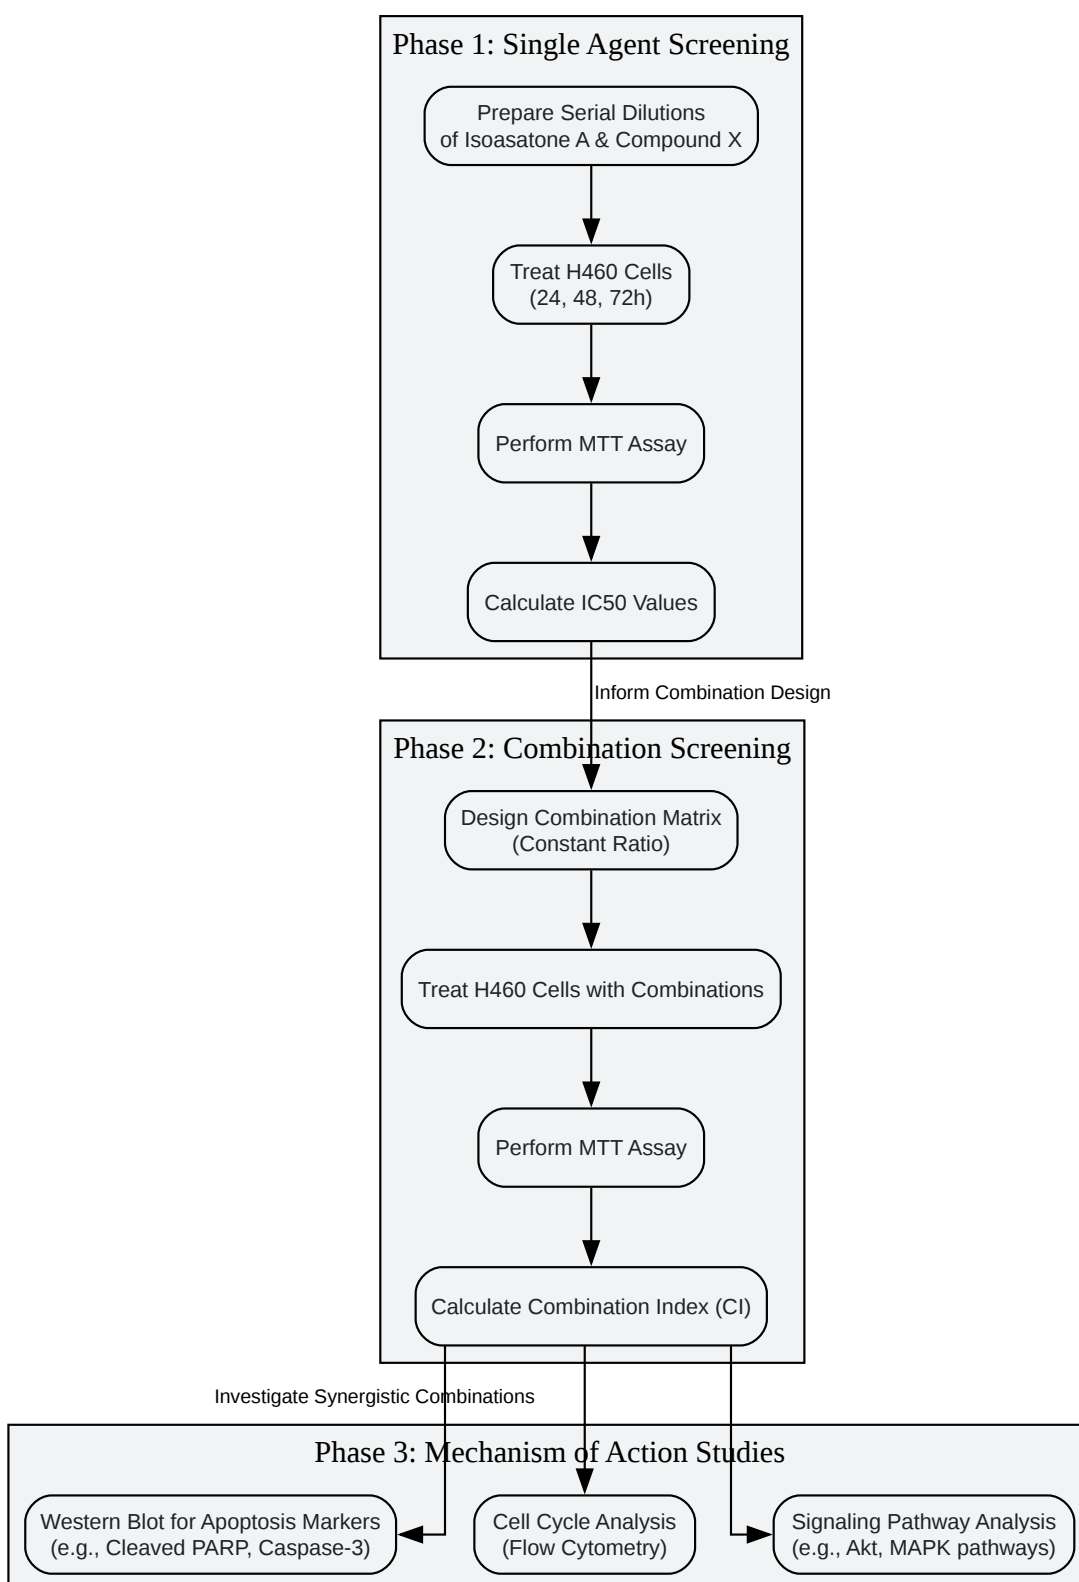 Phase 1: Single Agent Screening
Prepare Serial Dilutions
of Isoasatone A & Compound X
Treat H460 Cells
(24, 48, 72h)
Perform MTT Assay
Calculate IC50 Values
Inform Combination Design
Phase 2: Combination Screening
Design Combination Matrix
(Constant Ratio)
Treat H460 Cells with Combinations
Perform MTT Assay
Calculate Combination Index (CI)
Investigate Synergistic Combinations
Phase 3: Mechanism of Action Studies
Western Blot for Apoptosis Markers
(e.g., Cleaved PARP, Caspase-3)
Cell Cycle Analysis
(Flow Cytometry)
Signaling Pathway Analysis
(e.g., Akt, MAPK pathways)